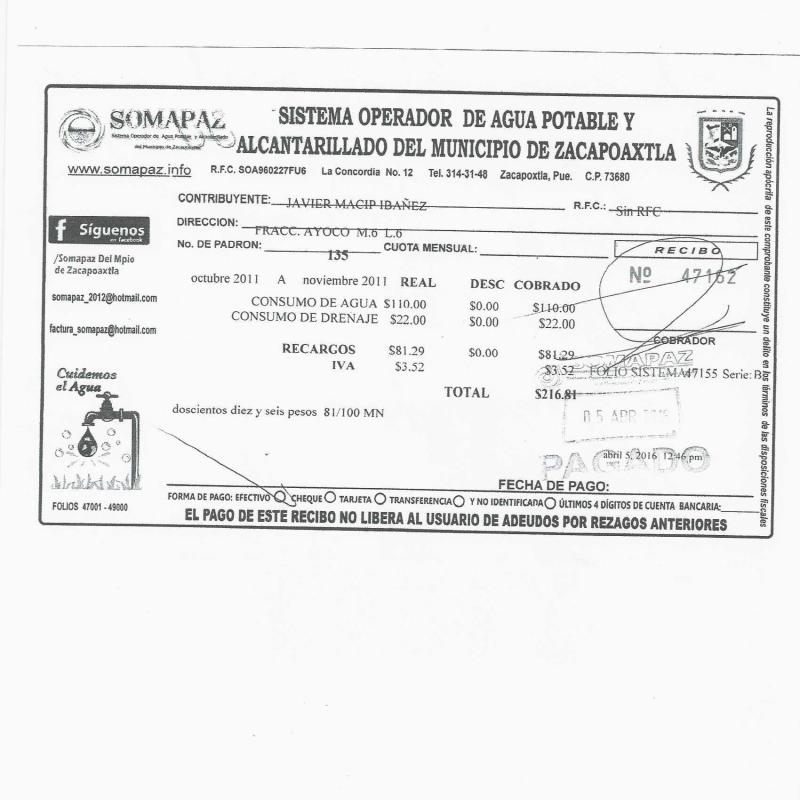 SOMAPAZ
Sistema Operador de Agua Potable y Alcantarillado
del Municipio de Zacapoaxtla
SISTEMA OPERADOR DE AGUA POTABLE Y
ALCANTARILLADO DEL MUNICIPIO DE ZACAPOAXTLA
www.somapaz.info R.F.C. SOA960227FU6 La Concordia No. 12 Tel. 314-31-48 Zacapoxtla, Pue. C.P. 73680
CONTRIBUYENTE: JAVIER MACIP IBAÑEZ R.F.C.: Sin RFC
f Síguenos
en facebook
DIRECCION: FRACC. AYOCO M.6 L.6
No. DE PADRON: 135 CUOTA MENSUAL:
RECIBO
Nº 47162
/Somapaz Del Mpio
de Zacapoaxtla
somapaz_2012@hotmail.com
factura_somapaz@hotmail.com
octubre 2011 A noviembre 2011 REAL DESC COBRADO
CONSUMO DE AGUA $110.00 $0.00 $110.00
CONSUMO DE DRENAJE $22.00 $0.00 $22.00
COBRADOR
RECARGOS $81.29 $0.00 $81.29
SOMAPAZ
IVA $3.52 $3.52 FOLIO SISTEMA 47155 Serie: B
TOTAL $216.81
Cuidemos
el Agua
doscientos diez y seis pesos 81/100 MN
05 ABR
abril 5, 2016 12:46 pm
PAGADO
FECHA DE PAGO:
FORMA DE PAGO: EFECTIVO CHEQUE TARJETA TRANSFERENCIA Y NO IDENTIFICADA ÚLTIMOS 4 DÍGITOS DE CUENTA BANCARIA:
FOLIOS 47001 - 49000
EL PAGO DE ESTE RECIBO NO LIBERA AL USUARIO DE ADEUDOS POR REZAGOS ANTERIORES
La reproducción apócrifa de este comprobante constituye un delito en los términos de las disposiciones fiscales